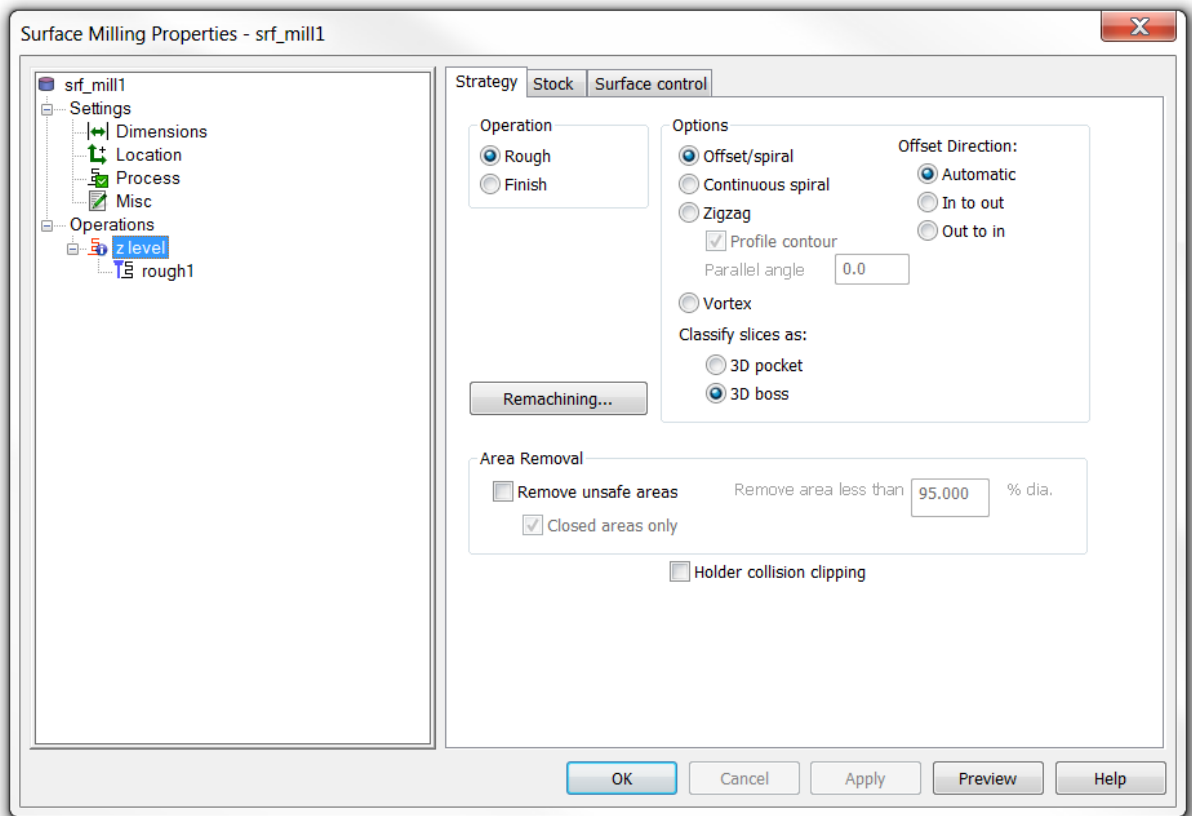 Surface Milling Properties - srf_mill1
srf_mill1
Settings
Dimensions
Location
Process
Misc
Operations
z level
rough1
Strategy
Stock
Surface control
Operation
Rough
Finish
Remachining...
Options
Offset/spiral
Continuous spiral
Zigzag
Profile contour
Parallel angle 0.0
Vortex
Classify slices as:
3D pocket
3D boss
Offset Direction:
Automatic
In to out
Out to in
Area Removal
Remove unsafe areas
Remove area less than 95.000 % dia.
Closed areas only
Holder collision clipping
OK
Cancel
Apply
Preview
Help